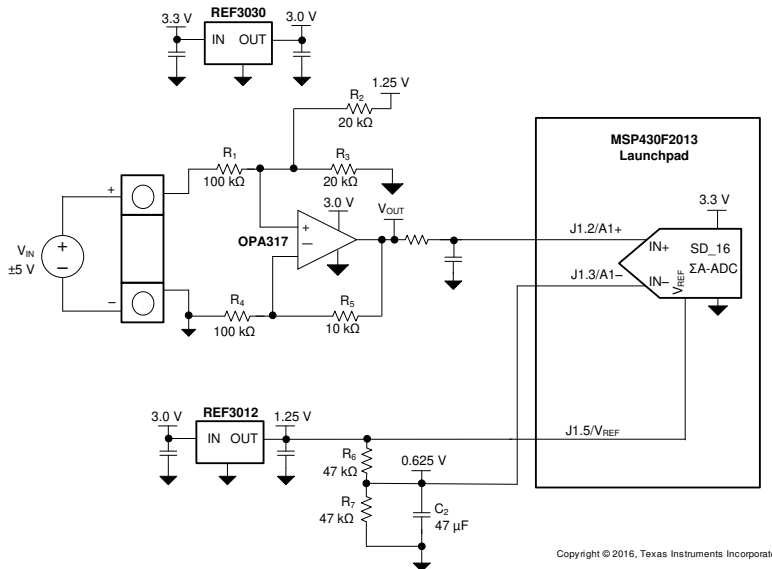 REF3030
3.3 V
3.0 V
IN OUT
1.25 V
R2
20 kΩ
R1
100 kΩ
R3
20 kΩ
MSP430F2013
Launchpad
3.3 V
+
VIN
±5 V
+
−
−
3.0 V
OPA317
+
−
VOUT
J1.2/A1+
IN+
SD_16
ΣA-ADC
J1.3/A1−
IN−
VREF
R4
100 kΩ
R5
10 kΩ
REF3012
3.0 V
1.25 V
IN OUT
J1.5/VREF
R6
47 kΩ
0.625 V
R7
47 kΩ
C2
47 µF
Copyright © 2016, Texas Instruments Incorporate